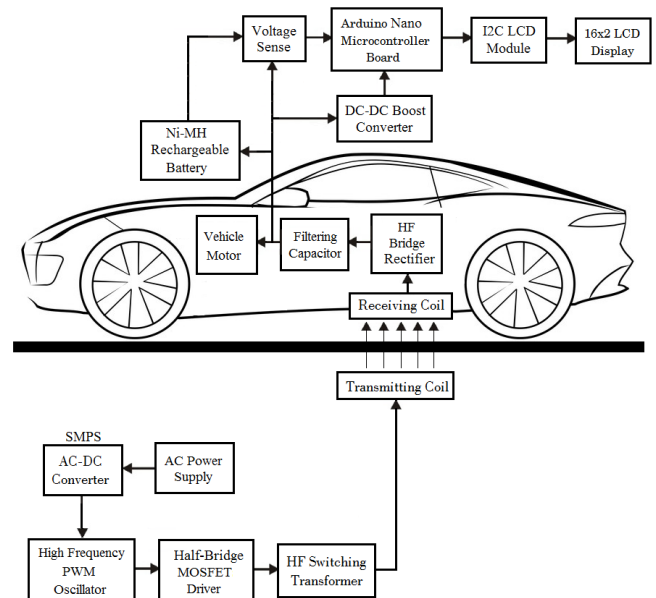 Voltage
Sense
Arduino Nano
Microcontroller
Board
I2C LCD
Module
16x2 LCD
Display
DC-DC Boost
Converter
Ni-MH
Rechargeable
Battery
Vehicle
Motor
Filtering
Capacitor
HF
Bridge
Rectifier
Receiving Coil
Transmitting Coil
SMPS
AC-DC
Converter
AC Power
Supply
High Frequency
PWM
Oscillator
Half-Bridge
MOSFET
Driver
HF Switching
Transformer